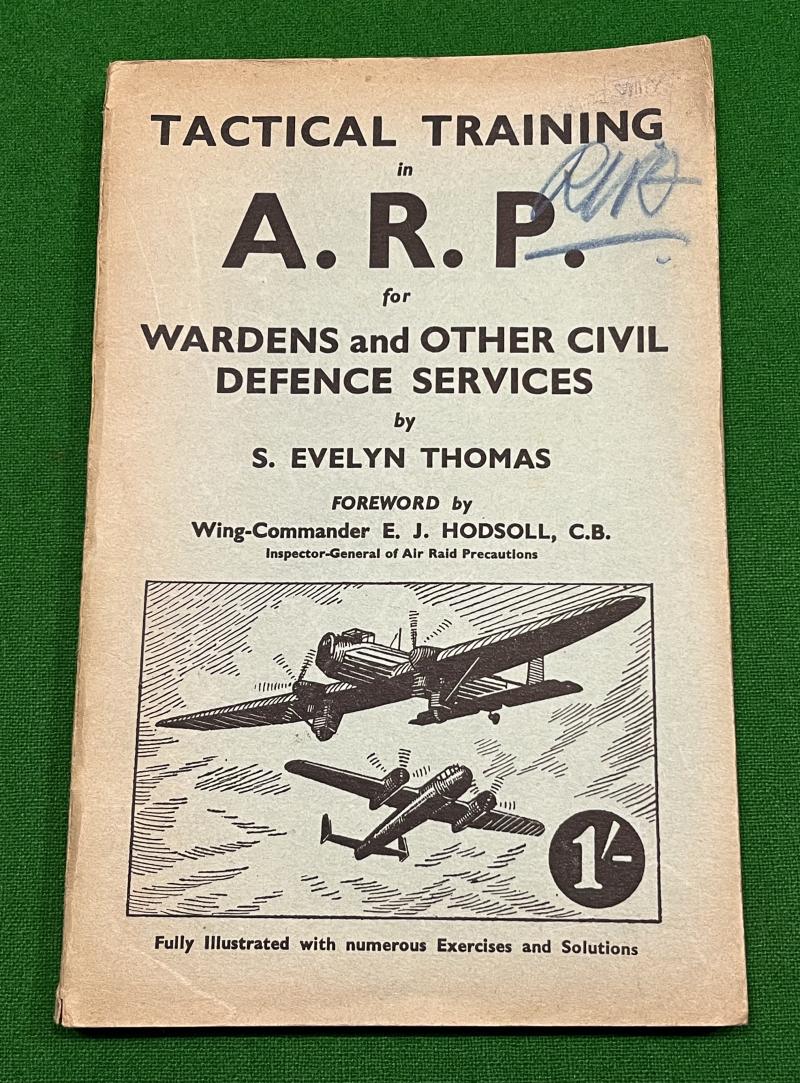 TACTICAL TRAINING
in
A. R. P.
for
WARDENS and OTHER CIVIL
DEFENCE SERVICES
by
S. EVELYN THOMAS
FOREWORD by
Wing-Commander E. J. HODSOLL, C.B.
Inspector-General of Air Raid Precautions
1/-
Fully Illustrated with numerous Exercises and Solutions